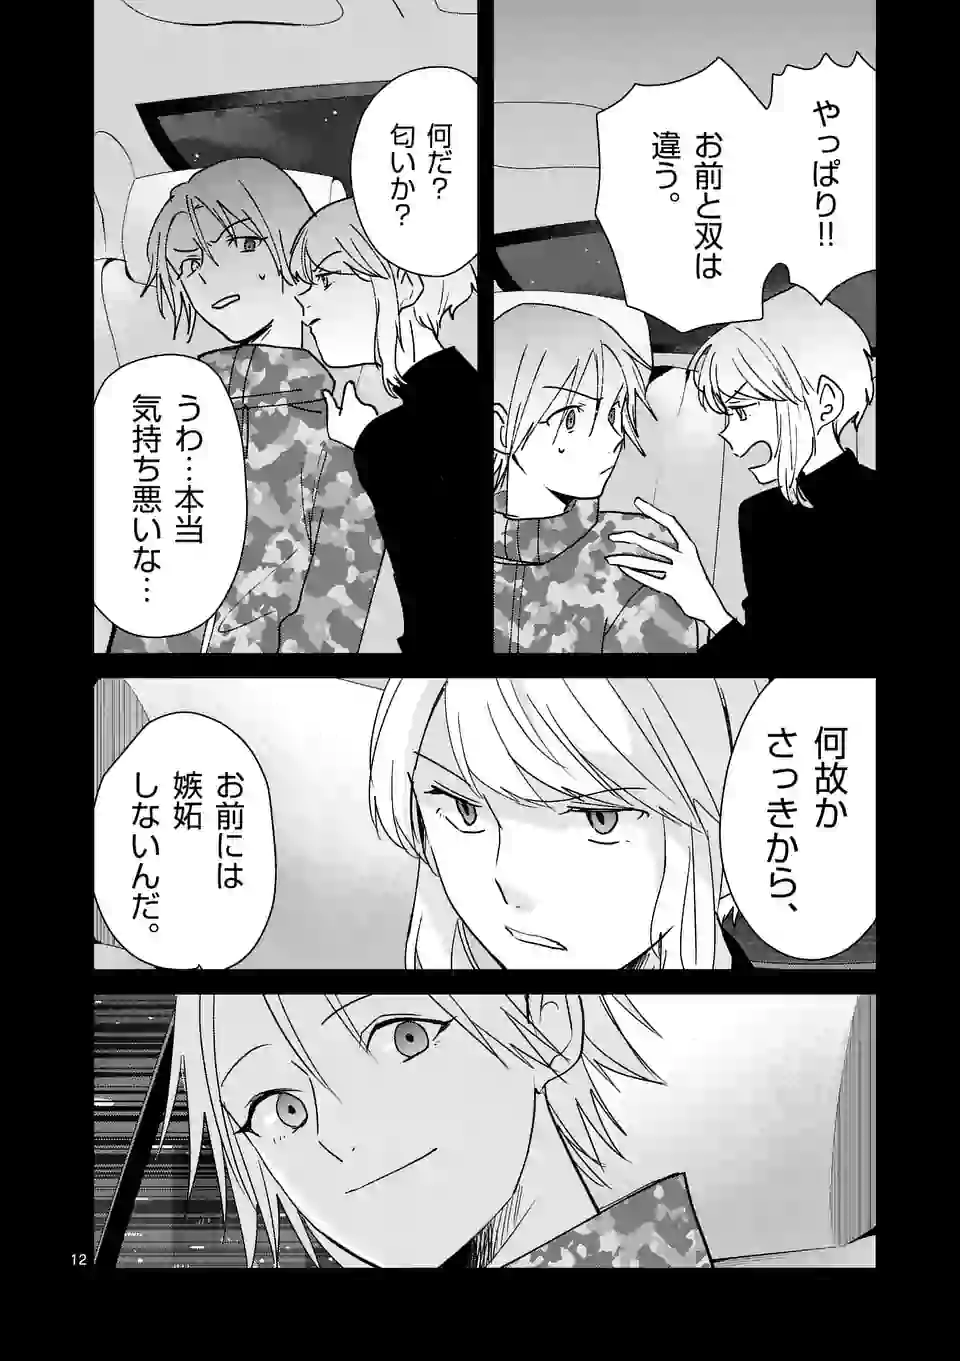 やっぱり!!
お前と双は
違う。
何だ？
匂いか？
うわ…本当
気持ち悪いな…
何故か
さっきから、
お前には
嫉妬
しないんだ。
12